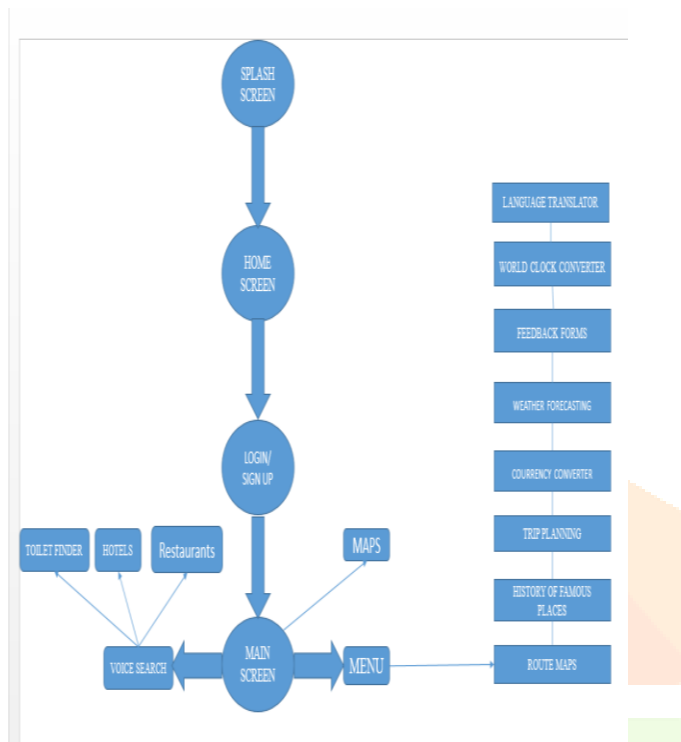 SPLASH
SCREEN
HOME
SCREEN
LOGIN/
SIGN UP
MAIN
SCREEN
TOILET FINDER
HOTELS
Restaurants
VOICE SEARCH
MAPS
MENU
LANGUAGE TRANSLATOR
WORLD CLOCK CONVERTER
FEEDBACK FORMS
WEATHER FORECASTING
COURRENCY CONVERTER
TRIP PLANNING
HISTORY OF FAMOUS
PLACES
ROUTE MAPS